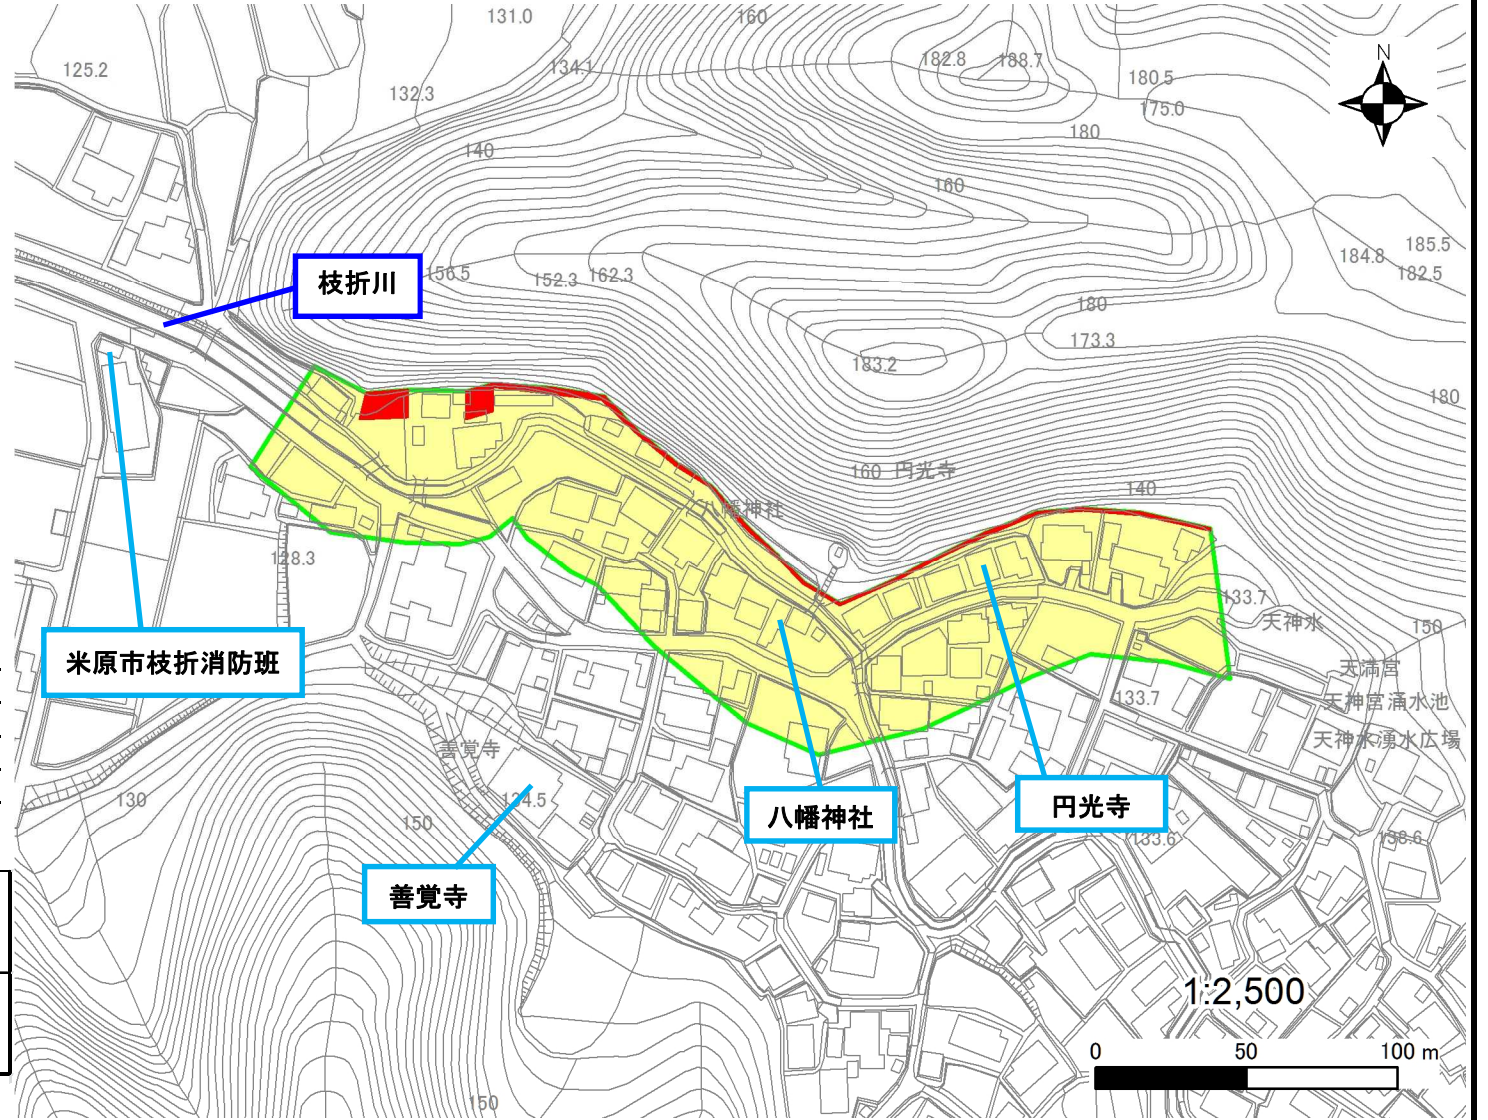 131.0
160
125.2
134.1
182.8
188.7
N
180.5
132.3
175.0
180
140
160
185.5
184.8
182.5
枝折川
156.5
152.3
162.3
180
173.3
183.2
180
160
円光寺
140
八幡神社
128.3
133.7
天神水
150
米原市枝折消防班
天満宮
133.7
天神宮涌水池
天神水湧水広場
善覚寺
130
134.5
150
八幡神社
円光寺
133.6
138.6
善覚寺
1:2,500
0
50
100 m
150